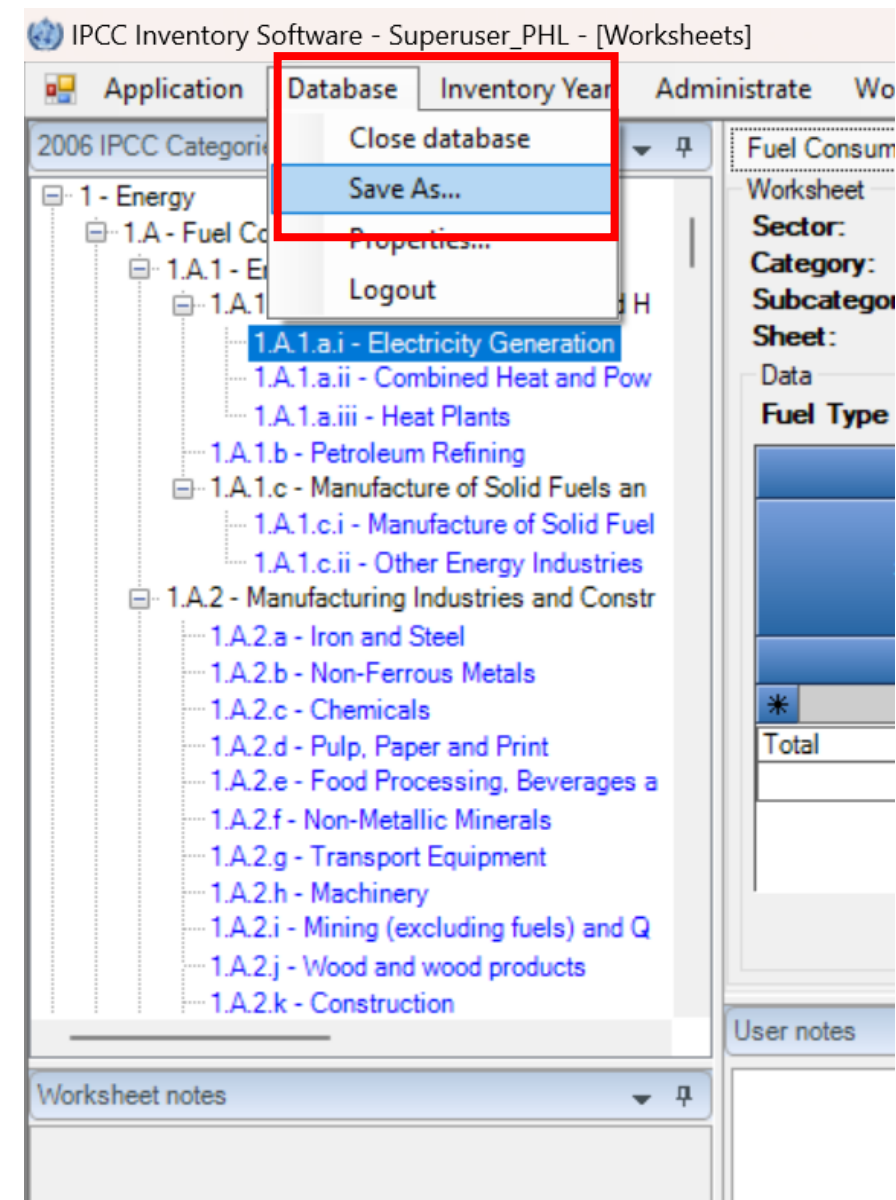 IPCC Inventory Software - Superuser_PHL - [Worksheets]
Application Database Inventory Year Administrate Wo
2006 IPCC Categorie
Close database
Save As...
Properties...
Logout
1 - Energy
1.A - Fuel Co
1.A.1 - E
1.A.1 d H
1.A.1.a.i - Electricity Generation
1.A.1.a.ii - Combined Heat and Pow
1.A.1.a.iii - Heat Plants
1.A.1.b - Petroleum Refining
1.A.1.c - Manufacture of Solid Fuels an
1.A.1.c.i - Manufacture of Solid Fuel
1.A.1.c.ii - Other Energy Industries
1.A.2 - Manufacturing Industries and Constr
1.A.2.a - Iron and Steel
1.A.2.b - Non-Ferrous Metals
1.A.2.c - Chemicals
1.A.2.d - Pulp, Paper and Print
1.A.2.e - Food Processing, Beverages a
1.A.2.f - Non-Metallic Minerals
1.A.2.g - Transport Equipment
1.A.2.h - Machinery
1.A.2.i - Mining (excluding fuels) and Q
1.A.2.j - Wood and wood products
1.A.2.k - Construction
Worksheet notes
Fuel Consum
Worksheet
Sector:
Category:
Subcategor
Sheet:
Data
Fuel Type
Total
User notes